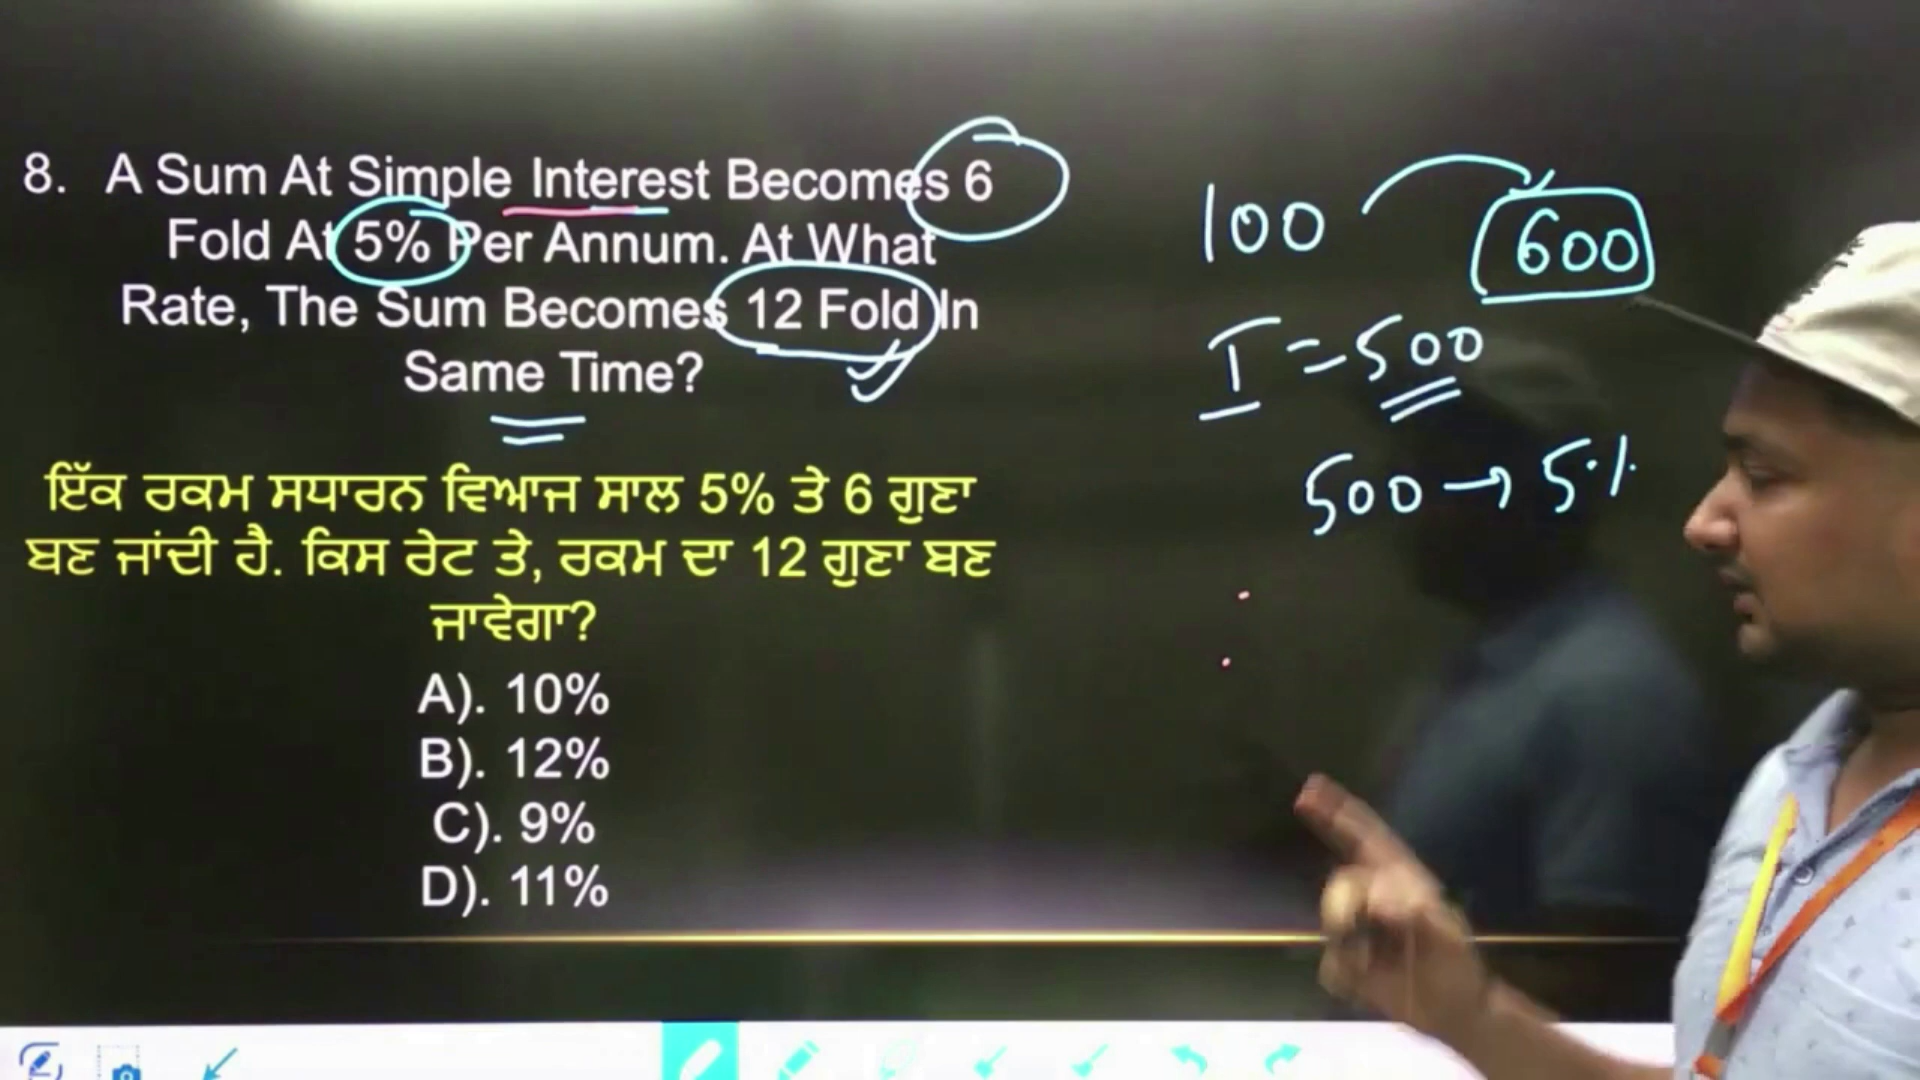 8. A Sum At Simple Interest Becomes 6
Fold At 5% Per Annum. At What
Rate, The Sum Becomes 12 Fold In
Same Time?
ਇੱਕ ਰਕਮ ਸਧਾਰਨ ਵਿਆਜ ਸਾਲ 5% ਤੇ 6 ਗੁਣਾ
ਬਣ ਜਾਂਦੀ ਹੈ. ਕਿਸ ਰੇਟ ਤੇ, ਰਕਮ ਦਾ 12 ਗੁਣਾ ਬਣ
ਜਾਵੇਗਾ?
A). 10%
B). 12%
C). 9%
D). 11%
100 600
I = 500
500 → 5%